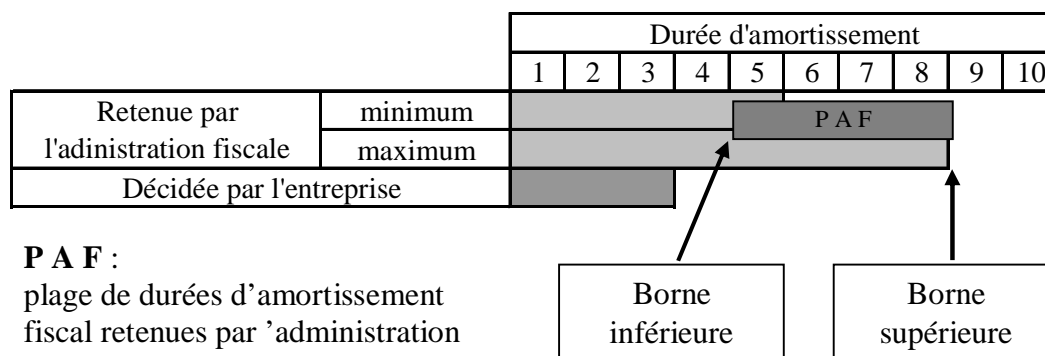 Durée d'amortissement
1 2 3 4 5 6 7 8 9 10
Retenue par
l'adinistration fiscale
minimum
maximum
P A F
Décidée par l'entreprise
P A F :
plage de durées d’amortissement
fiscal retenues par ’administration
Borne
inférieure
Borne
supérieure